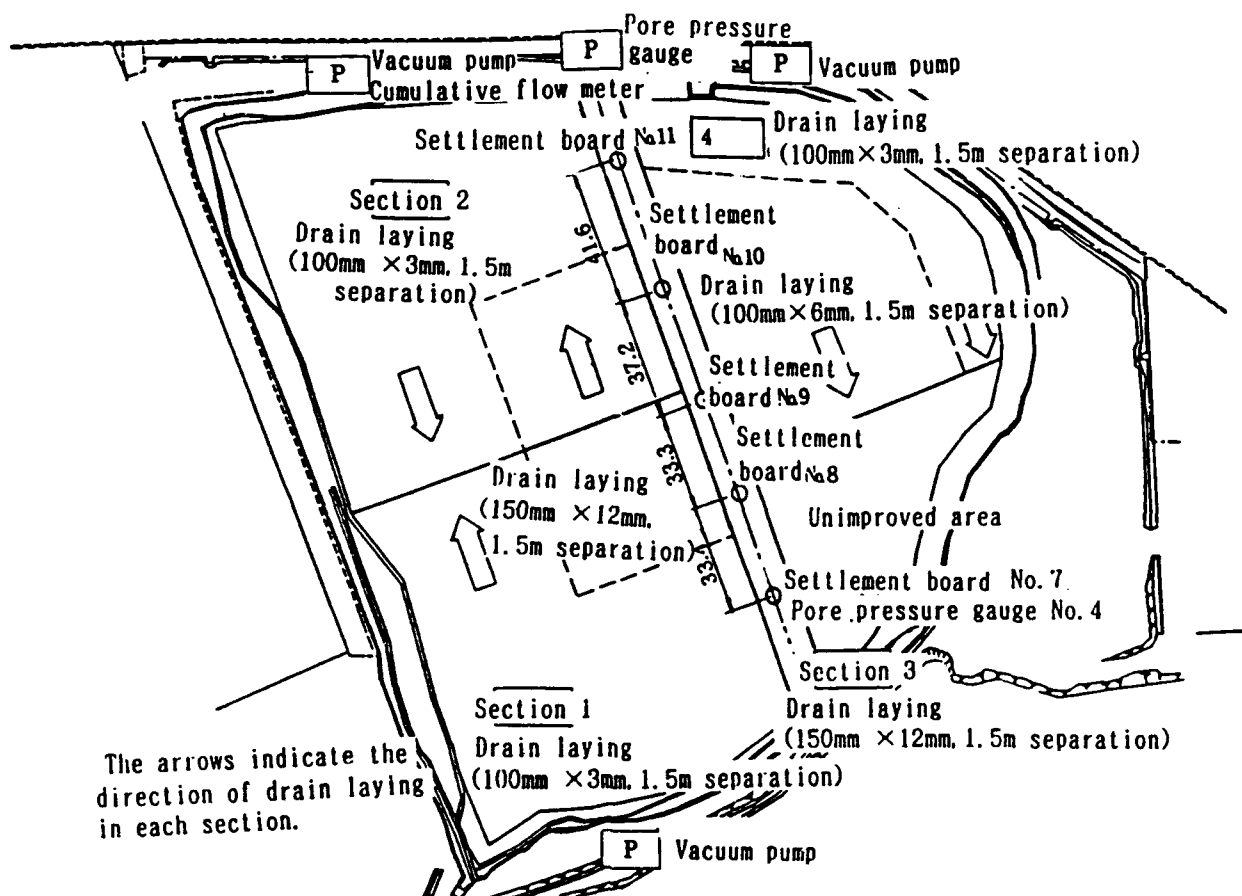 Pore pressure
gauge
P
P
Vacuum pump
P
Vacuum pump
Cumulative flow meter
Settlement board No.11
4
Drain laying
(100mm×3mm, 1.5m separation)
Section 2
Drain laying
(100mm ×3mm, 1.5m
separation)
Settlement
board No.10
41.6
Drain laying
(100mm×6mm, 1.5m separation)
37.2
Settlement
board No.9
33.3
Settlement
board No.8
Drain laying
(150mm ×12mm,
1.5m separation)
Unimproved area
Settlement board No.7
Pore pressure gauge No.4
Section 3
Drain laying
(150mm ×12mm, 1.5m separation)
Section 1
Drain laying
(100mm ×3mm, 1.5m separation)
The arrows indicate the
direction of drain laying
in each section.
P
Vacuum pump